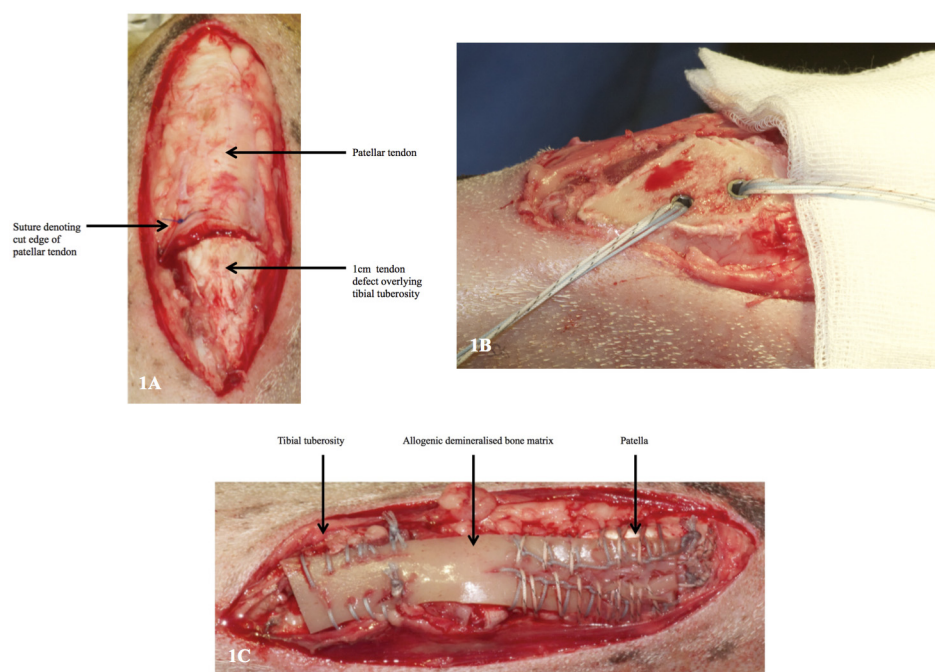 Patellar tendon
Suture denoting
cut edge of
patellar tendon
1cm tendon
defect overlying
tibial tuberosity
1A
1B
Tibial tuberosity
Allogenic demineralised bone matrix
Patella
1C